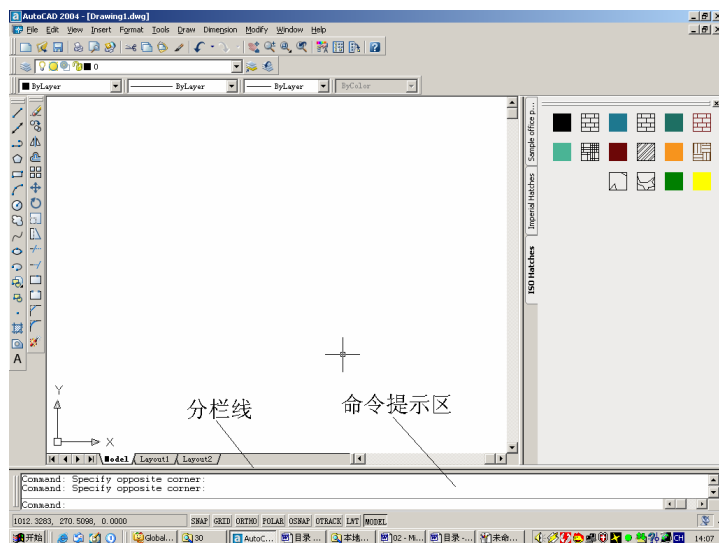 AutoCAD 2004 - [Drawing1.dwg]
File Edit View Insert Format Tools Draw Dimension Modify Window Help
0
ByLayer ByLayer ByLayer ByColor
Sample office p...
Imperial Hatches
ISO Hatches
A
Y
X
分栏线
命令提示区
Model Layout1 Layout2
Command: Specify opposite corner:
Command: Specify opposite corner:
Command:
1012.3283, 270.5098, 0.0000 SNAP GRID ORTHO POLAR OSNAP OTRACK LWT MODEL
开始 Global... 30 AutoC... 目录 ... 本地... 02 - Mi... 目录 -... 未命... CH 14:07